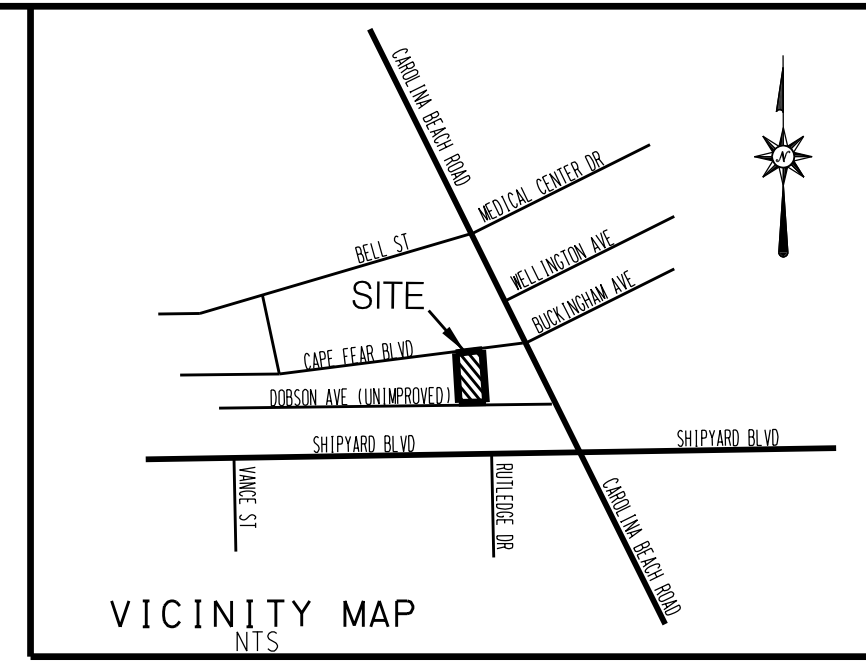 CAROLINA BEACH ROAD
MEDICAL CENTER DR
BELL ST
WELLINGTON AVE
SITE
BUCKINGHAM AVE
CAPE FEAR BLVD
DOBSON AVE (UNIMPROVED)
SHIPYARD BLVD
SHIPYARD BLVD
VANCE ST
RUTLEDGE DR
CAROLINA BEACH ROAD
VICINITY MAP
NTS
N